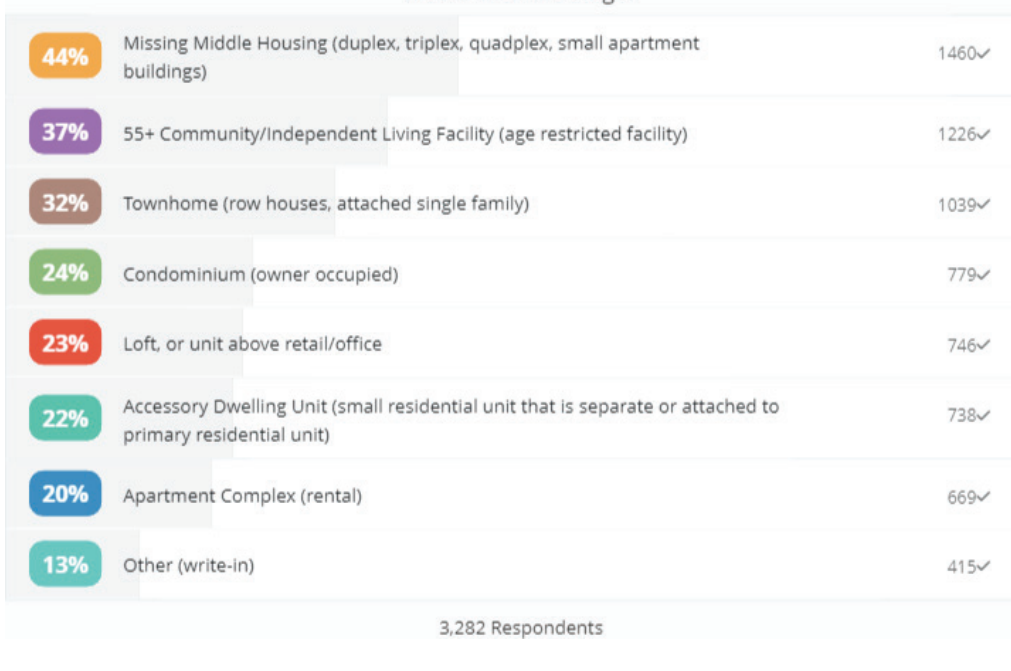 44% Missing Middle Housing (duplex, triplex, quadplex, small apartment 1460✓
buildings)
37% 55+ Community/Independent Living Facility (age restricted facility) 1226✓
32% Townhome (row houses, attached single family) 1039✓
24% Condominium (owner occupied) 779✓
23% Loft, or unit above retail/office 746✓
22% Accessory Dwelling Unit (small residential unit that is separate or attached to 738✓
primary residential unit)
20% Apartment Complex (rental) 669✓
13% Other (write-in) 415✓
3,282 Respondents